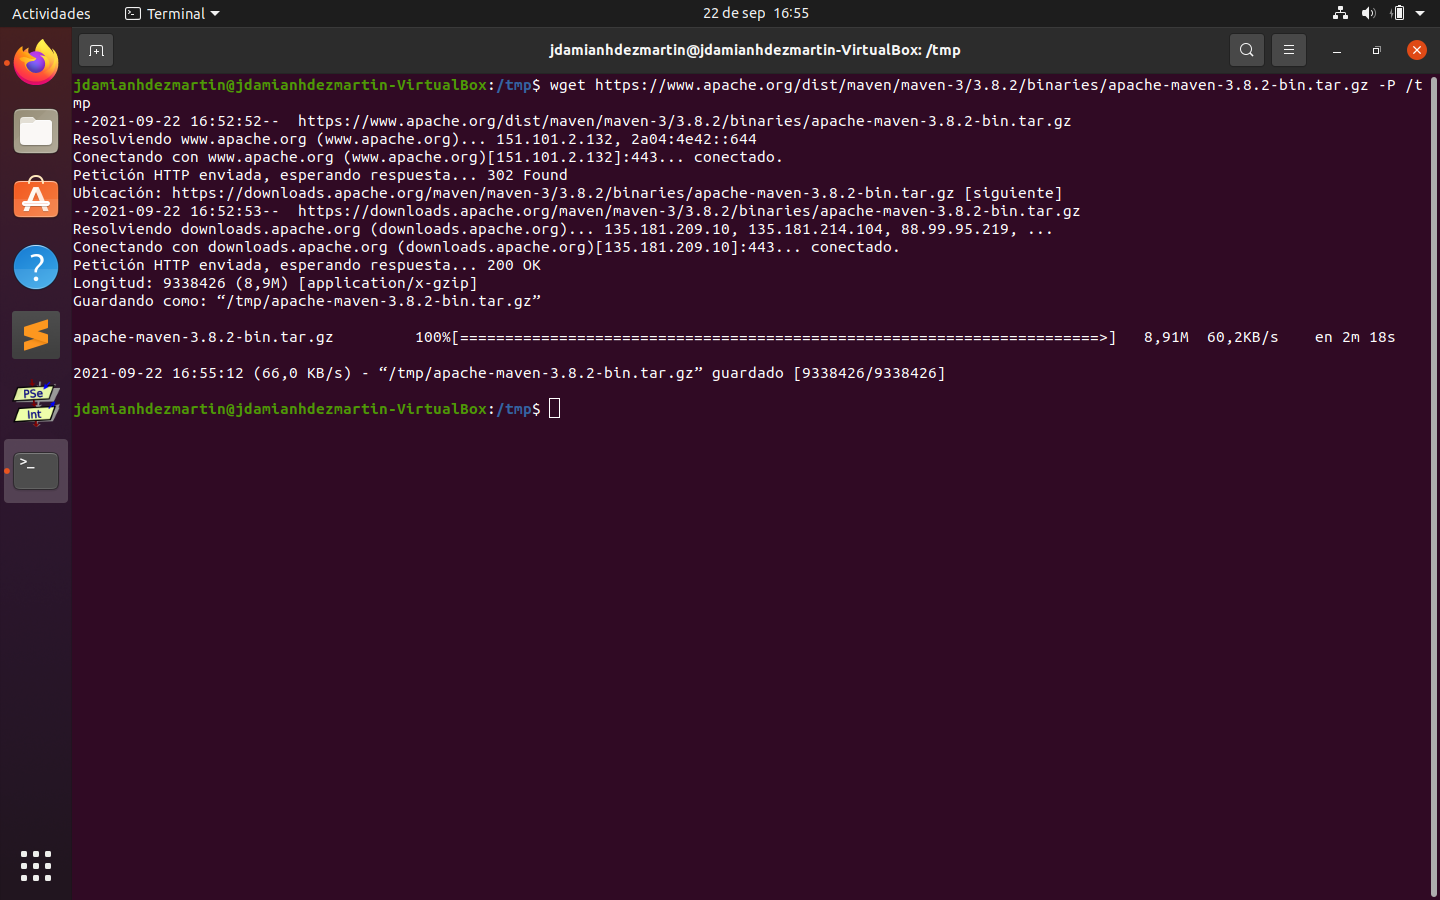 Actividades
Terminal
22 de sep 16:55
jdamianhdezmartin@jdamianhdezmartin-VirtualBox: /tmp
jdamianhdezmartin@jdamianhdezmartin-VirtualBox:/tmp$ wget https://www.apache.org/dist/maven/maven-3/3.8.2/binaries/apache-maven-3.8.2-bin.tar.gz -P /t
mp
--2021-09-22 16:52:52--  https://www.apache.org/dist/maven/maven-3/3.8.2/binaries/apache-maven-3.8.2-bin.tar.gz
Resolviendo www.apache.org (www.apache.org)... 151.101.2.132, 2a04:4e42::644
Conectando con www.apache.org (www.apache.org)[151.101.2.132]:443... conectado.
Petición HTTP enviada, esperando respuesta... 302 Found
Ubicación: https://downloads.apache.org/maven/maven-3/3.8.2/binaries/apache-maven-3.8.2-bin.tar.gz [siguiente]
--2021-09-22 16:52:53--  https://downloads.apache.org/maven/maven-3/3.8.2/binaries/apache-maven-3.8.2-bin.tar.gz
Resolviendo downloads.apache.org (downloads.apache.org)... 135.181.209.10, 135.181.214.104, 88.99.95.219, ...
Conectando con downloads.apache.org (downloads.apache.org)[135.181.209.10]:443... conectado.
Petición HTTP enviada, esperando respuesta... 200 OK
Longitud: 9338426 (8,9M) [application/x-gzip]
Guardando como: “/tmp/apache-maven-3.8.2-bin.tar.gz”
apache-maven-3.8.2-bin.tar.gz         100%[=======================================================================>]   8,91M  60,2KB/s    en 2m 18s
2021-09-22 16:55:12 (66,0 KB/s) - “/tmp/apache-maven-3.8.2-bin.tar.gz” guardado [9338426/9338426]
jdamianhdezmartin@jdamianhdezmartin-VirtualBox:/tmp$
PSe
Int